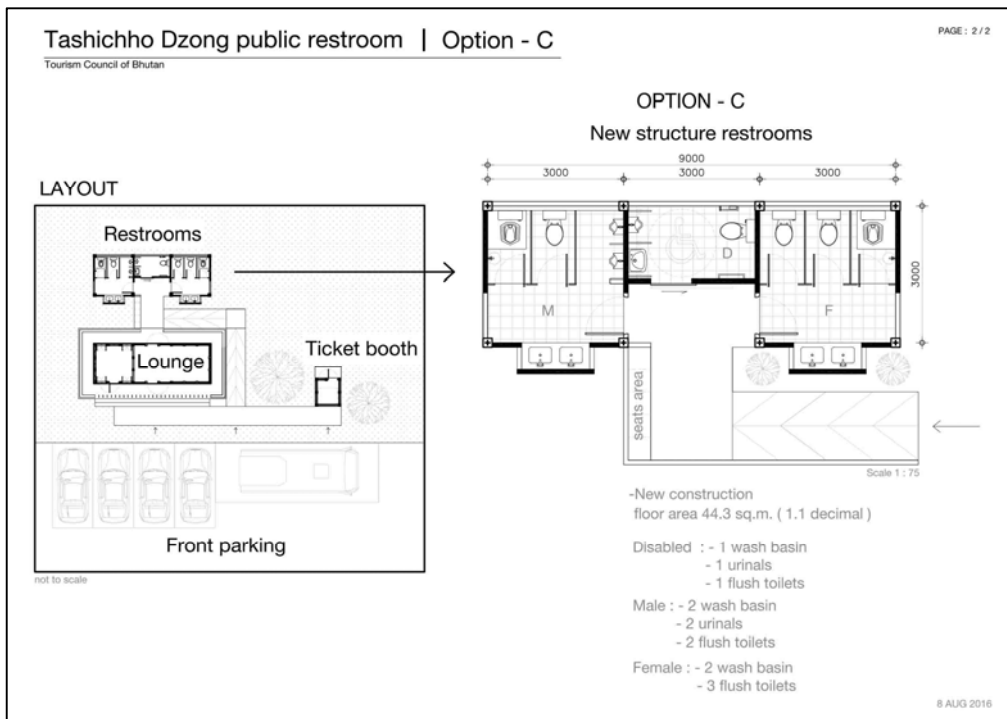 Tashichho Dzong public restroom | Option - C
PAGE : 2 / 2
Tourism Council of Bhutan
OPTION - C
New structure restrooms
9000
3000 3000 3000
LAYOUT
Restrooms
Lounge
Ticket booth
Front parking
not to scale
D
M
F
3000
seats area
Scale 1 : 75
-New construction
floor area 44.3 sq.m. ( 1.1 decimal )
Disabled : - 1 wash basin
- 1 urinals
- 1 flush toilets
Male : - 2 wash basin
- 2 urinals
- 2 flush toilets
Female : - 2 wash basin
- 3 flush toilets
8 AUG 2016